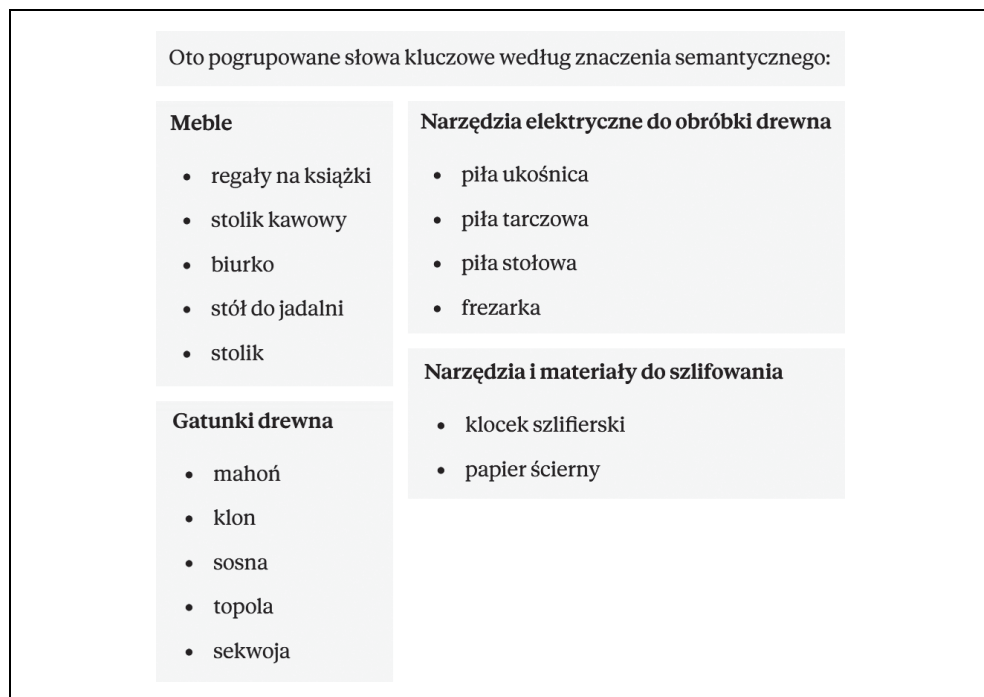 Oto pogrupowane słowa kluczowe według znaczenia semantycznego:
Meble
• regały na książki
• stolik kawowy
• biurko
• stół do jadalni
• stolik
Gatunki drewna
• mahoń
• klon
• sosna
• topola
• sekwoja
Narzędzia elektryczne do obróbki drewna
• piła ukośnica
• piła tarczowa
• piła stołowa
• frezarka
Narzędzia i materiały do szlifowania
• klocek szlifierski
• papier ścierny